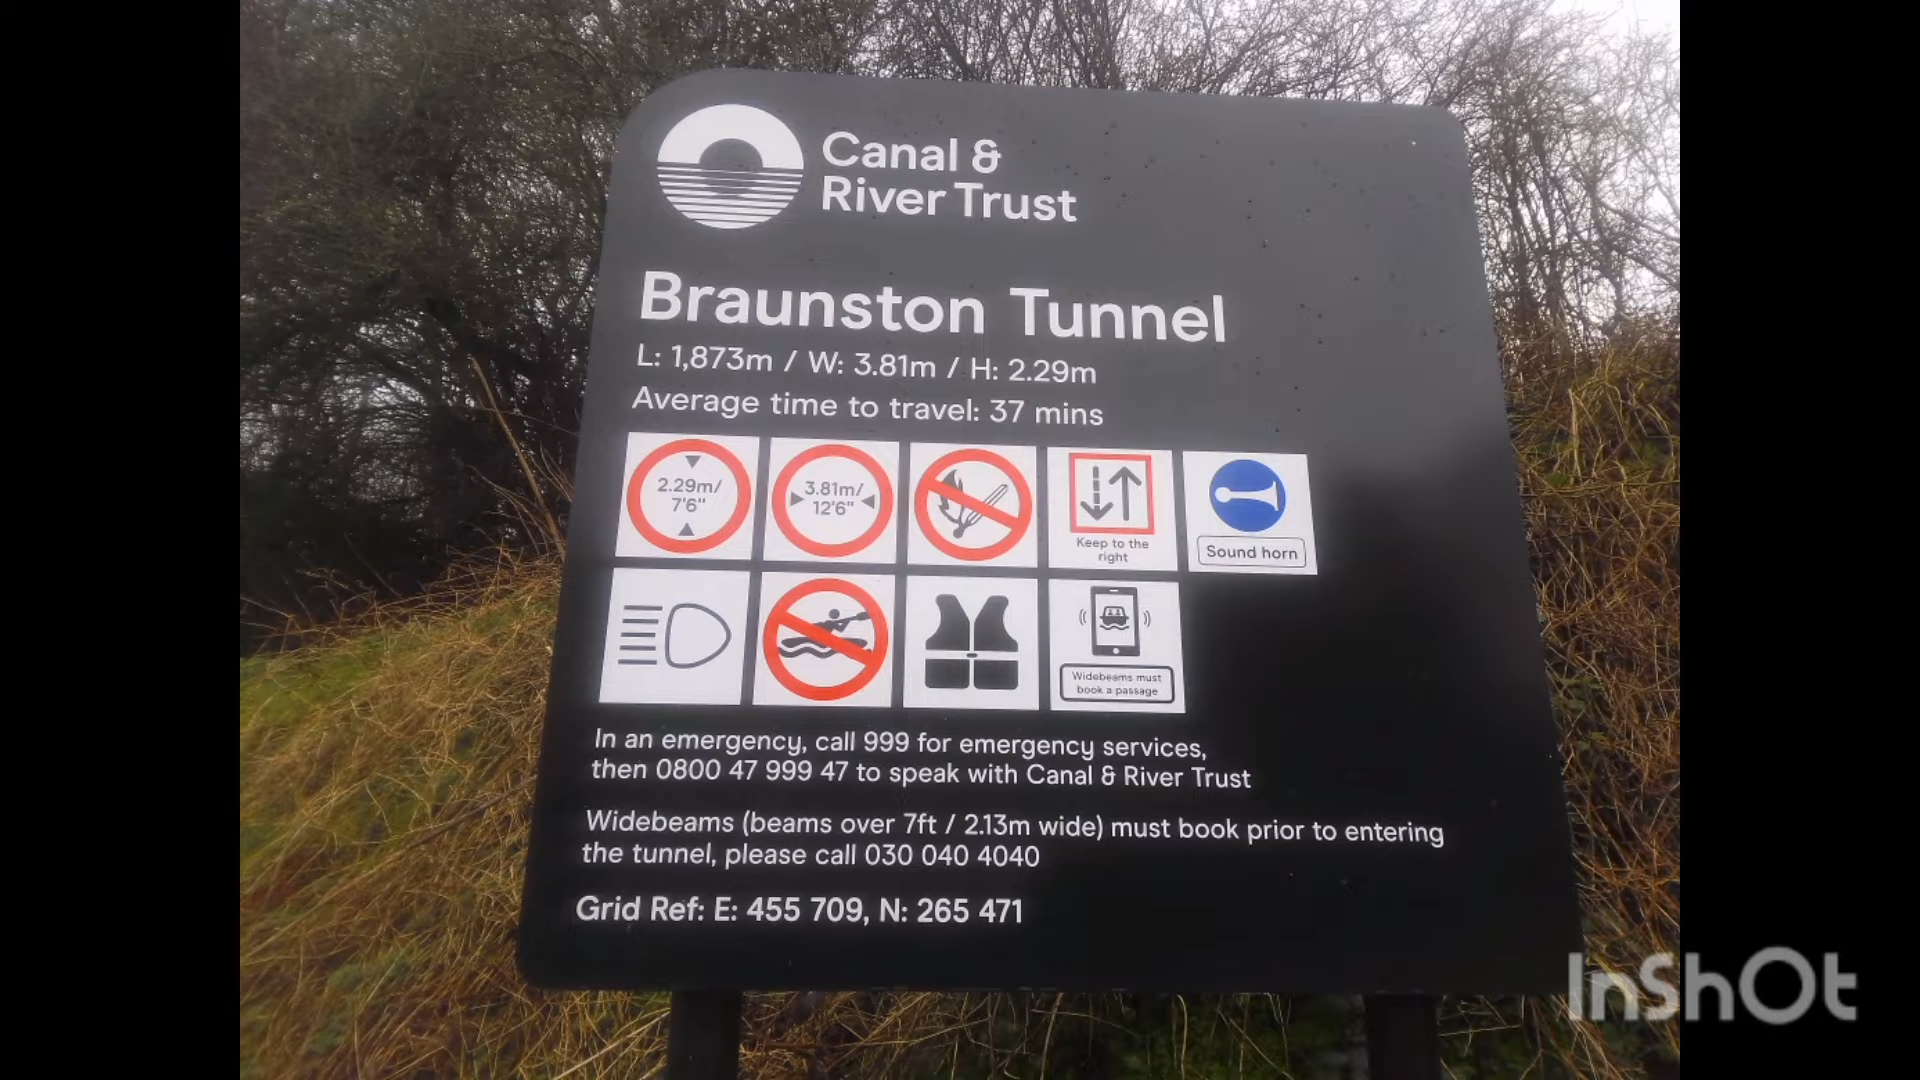 Canal &
River Trust
Braunston Tunnel
L: 1,873m / W: 3.81m / H: 2.29m
Average time to travel: 37 mins
2.29m/
7'6"
3.81m/
12'6"
Keep to the
right
Sound horn
Widebeams must
book a passage
In an emergency, call 999 for emergency services,
then 0800 47 999 47 to speak with Canal & River Trust
Widebeams (beams over 7ft / 2.13m wide) must book prior to entering
the tunnel, please call 030 040 4040
Grid Ref: E: 455 709, N: 265 471
InShOt